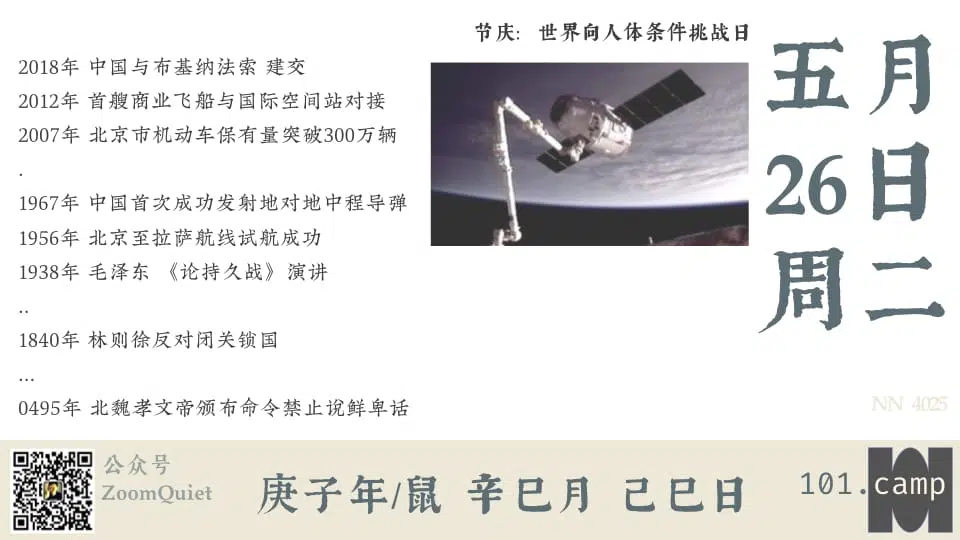 节庆: 世界向人体条件挑战日
2018年 中国与布基纳法索 建交
2012年 首艘商业飞船与国际空间站对接
2007年 北京市机动车保有量突破300万辆
.
1967年 中国首次成功发射地对地中程导弹
1956年 北京至拉萨航线试航成功
1938年 毛泽东 《论持久战》演讲
..
1840年 林则徐反对闭关锁国
...
0495年 北魏孝文帝颁布命令禁止说鲜卑话
五月
26日
周二
NN 4025
公众号
ZoomQuiet
庚子年/鼠 辛巳月 己巳日
101.camp